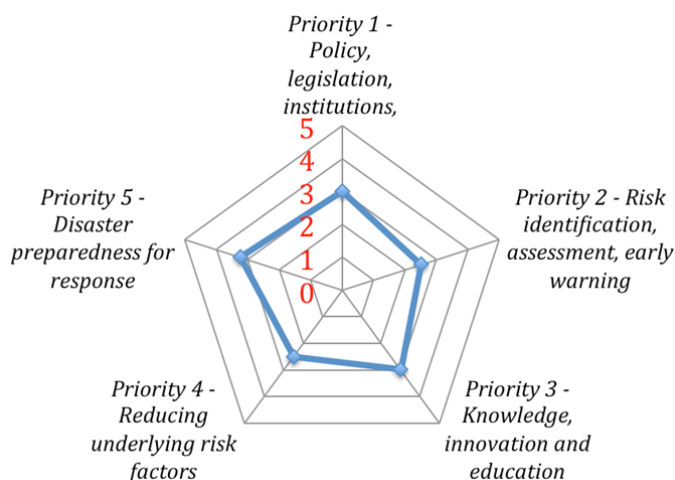 Priority 1 -
Policy,
legislation,
institutions,
5
4
3
2
1
0
Priority 2 - Risk
identification,
assessment, early
warning
Priority 3 -
Knowledge,
innovation and
education
Priority 4 -
Reducing
underlying risk
factors
Priority 5 -
Disaster
preparedness for
response